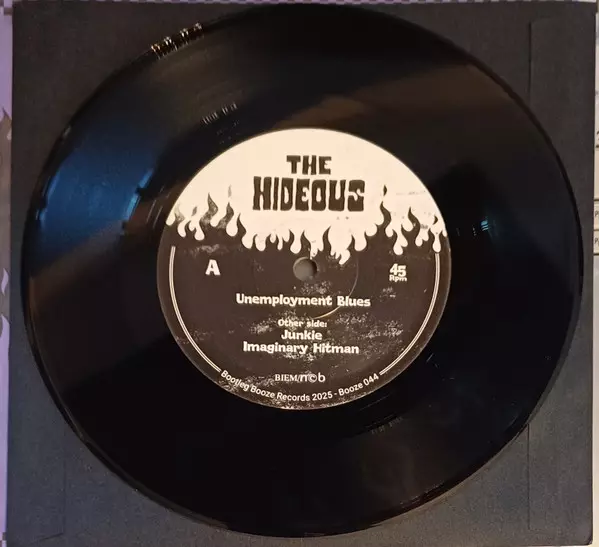 THE
HIDEOUS
A
45
Rpm
Unemployment Blues
Other side:
Junkie
Imaginary Hitman
BIEM/n©b
Bootleg Booze Records 2025 - Booze 044